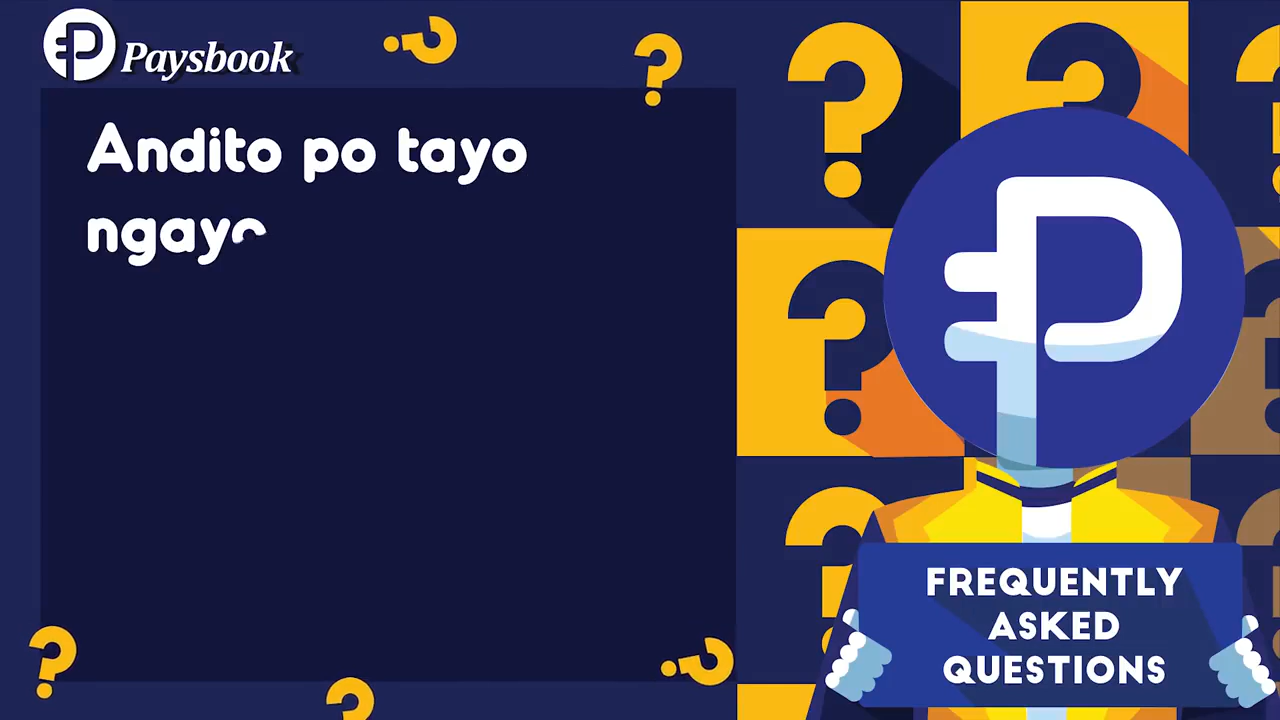 Paysbook
Andito po tayo
FREQUENTLY
ASKED
QUESTIONS